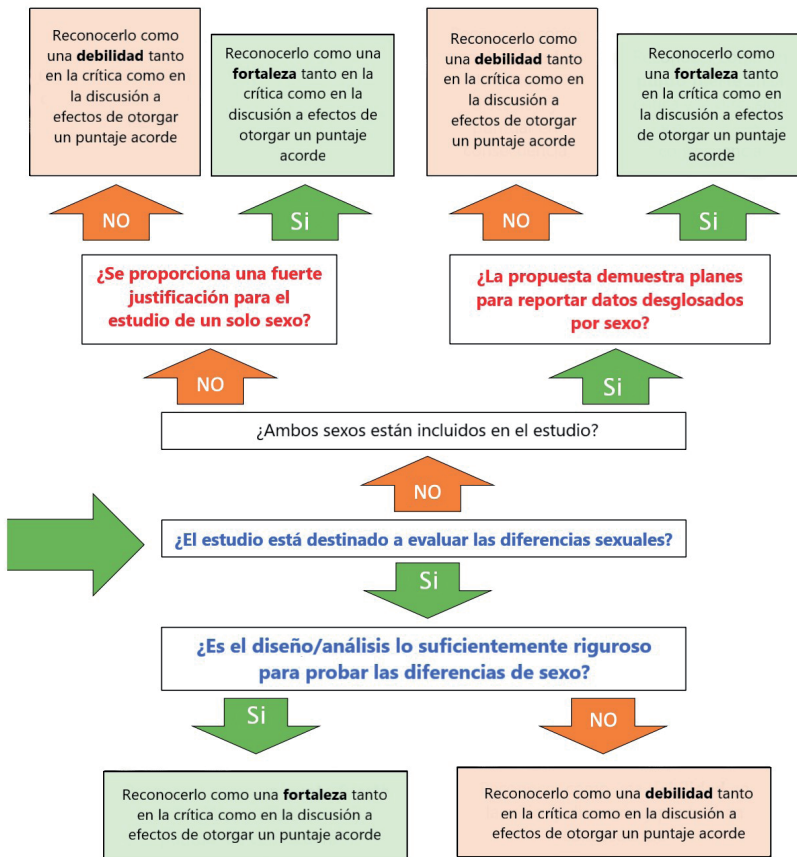 Reconocerlo como
una debilidad tanto
en la crítica como en
la discusión a
efectos de otorgar
un puntaje acorde
Reconocerlo como una
fortaleza tanto en la
crítica como en la
discusión a efectos de
otorgar un puntaje
acorde
Reconocerlo como
una debilidad tanto
en la crítica como en
la discusión a
efectos de otorgar
un puntaje acorde
Reconocerlo como
una fortaleza tanto
en la crítica como en
la discusión a efectos
de otorgar un puntaje
acorde
NO
Si
NO
Si
¿Se proporciona una fuerte
justificación para el
estudio de un solo sexo?
¿La propuesta demuestra planes
para reportar datos desglosados
por sexo?
NO
Si
¿Ambos sexos están incluidos en el estudio?
NO
¿El estudio está destinado a evaluar las diferencias sexuales?
Si
¿Es el diseño/análisis lo suficientemente riguroso
para probar las diferencias de sexo?
Si
NO
Reconocerlo como una fortaleza tanto
en la crítica como en la discusión a
efectos de otorgar un puntaje acorde
Reconocerlo como una debilidad tanto
en la crítica como en la discusión a
efectos de otorgar un puntaje acorde